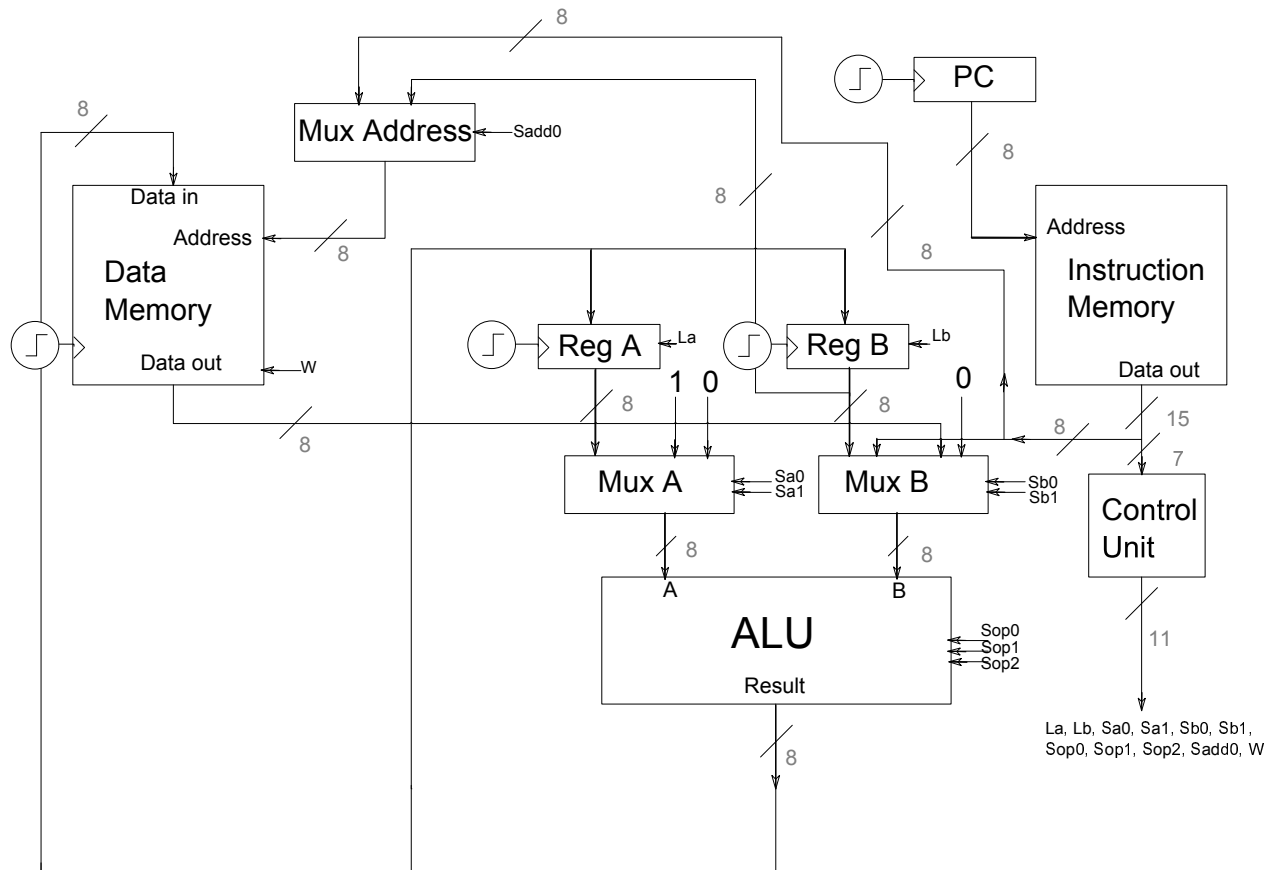 8
8
PC
Mux Address
Sadd0
8
8
Data in
Address
8
Data
Memory
Data out
W
8
8
Address
Instruction
Memory
Data out
Reg A
La
Reg B
Lb
1 0
0
8
8
8
15
8
7
Mux A
Sa0
Sa1
Mux B
Sb0
Sb1
Control
Unit
8
8
A
B
ALU
Sop0
Sop1
Sop2
Result
11
8
La, Lb, Sa0, Sa1, Sb0, Sb1,
Sop0, Sop1, Sop2, Sadd0, W